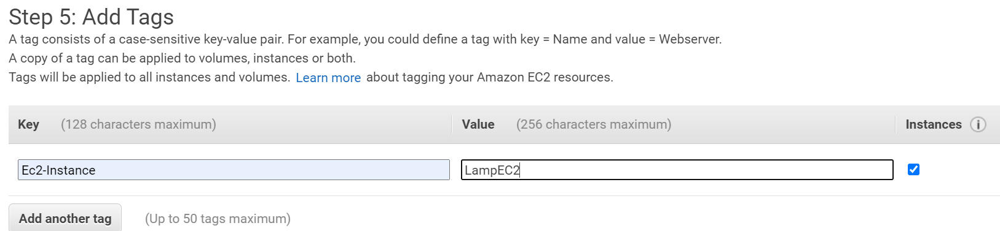 Step 5: Add Tags
A tag consists of a case-sensitive key-value pair. For example, you could define a tag with key = Name and value = Webserver.
A copy of a tag can be applied to volumes, instances or both.
Tags will be applied to all instances and volumes. Learn more about tagging your Amazon EC2 resources.
Key (128 characters maximum) Value (256 characters maximum) Instances i
Ec2-Instance LampEC2
Add another tag (Up to 50 tags maximum)